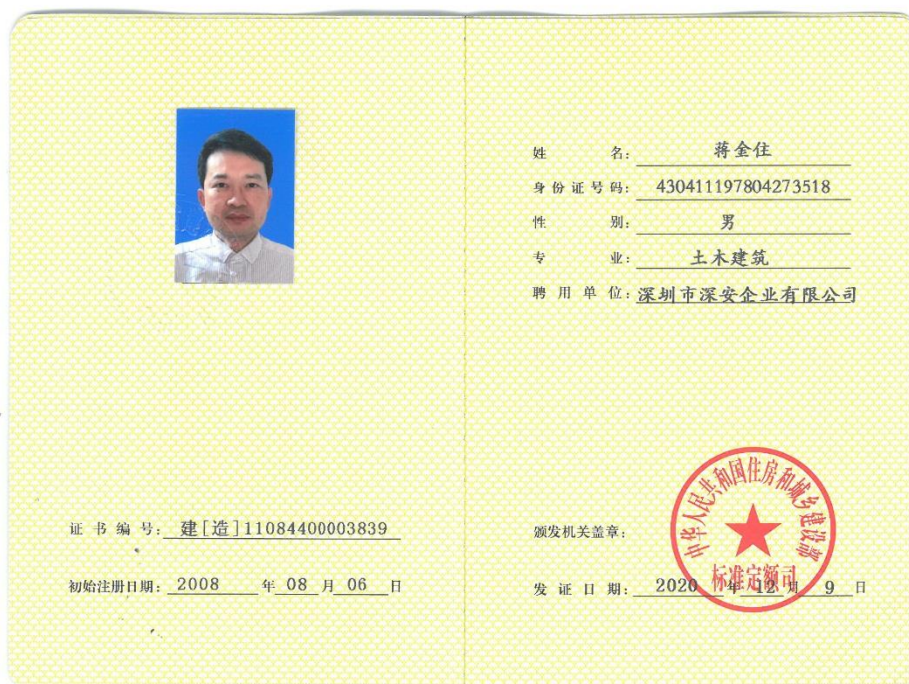 证书编号: 建[造]11084400003839
初始注册日期: 2008 年 08 月 06 日
姓名: 蒋金住
身份证号码: 430411197804273518
性别: 男
专业: 土木建筑
聘用单位: 深圳市深安企业有限公司
颁发机关盖章:
中华人民共和国住房和城乡建设部
标准定额司
发证日期: 2020 年 12 月 9 日